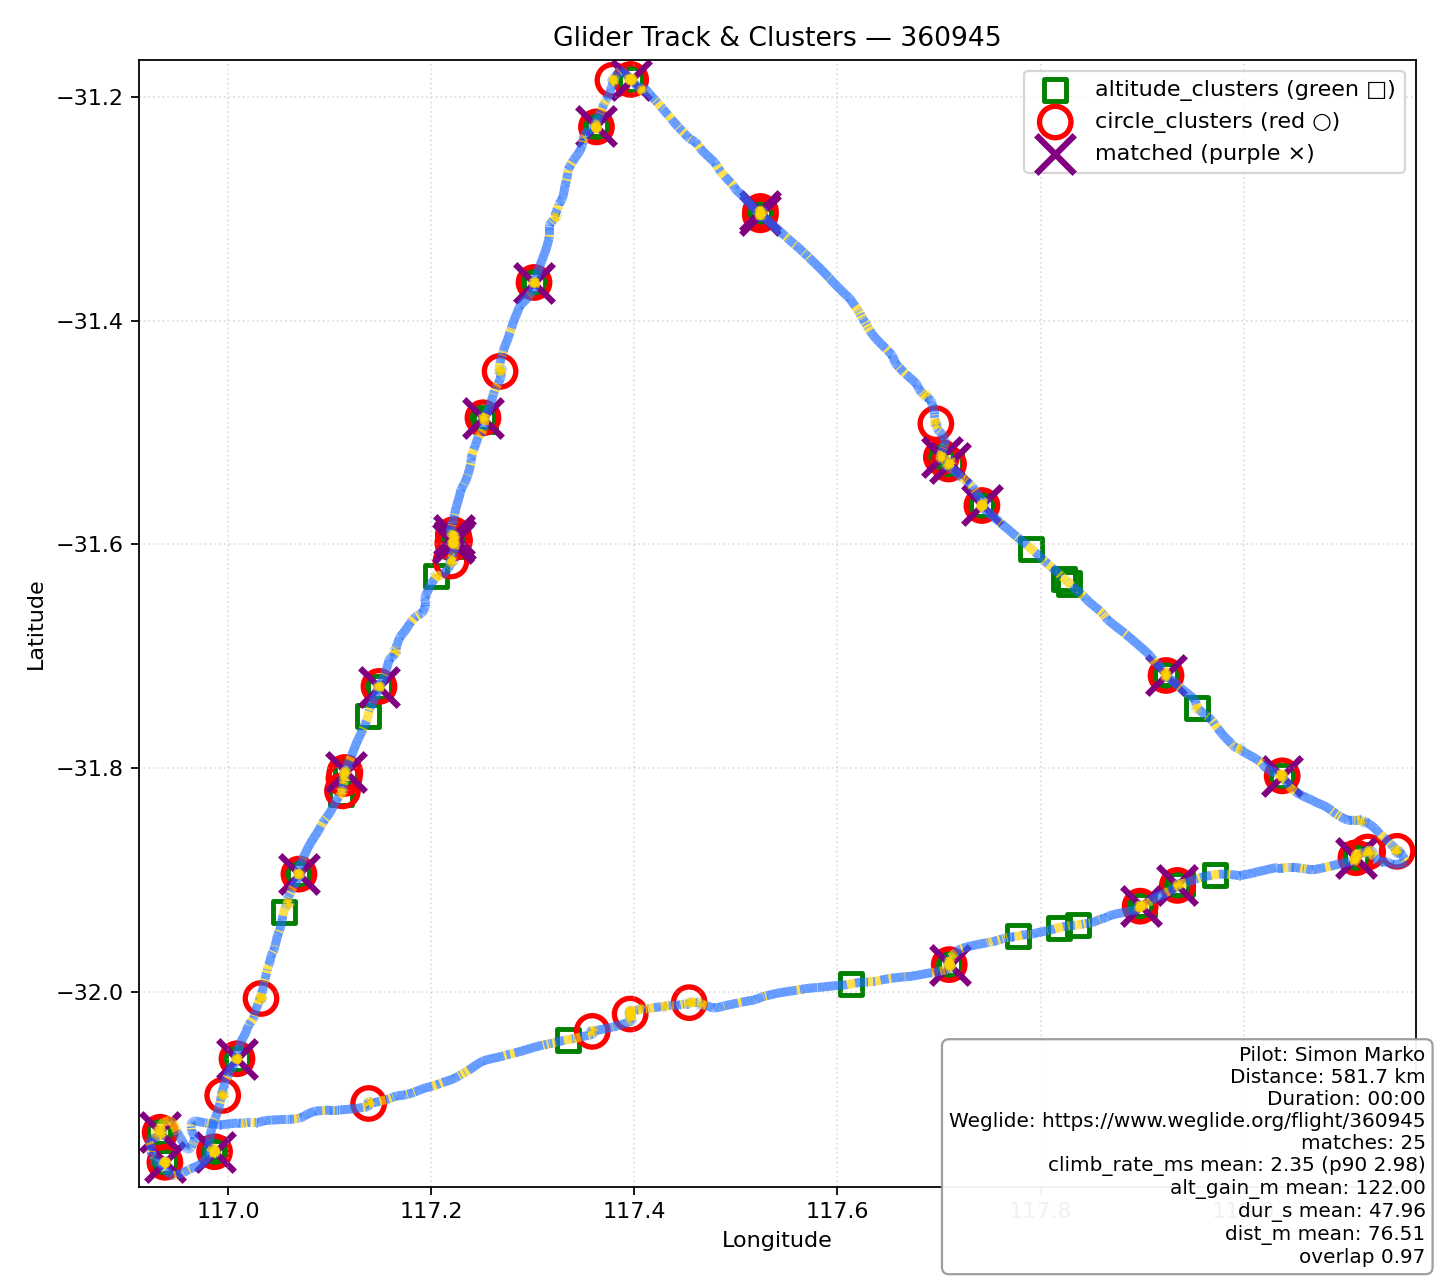 Glider Track & Clusters — 360945
altitude_clusters (green □)
circle_clusters (red ○)
matched (purple ×)
Latitude
−31.2
−31.4
−31.6
−31.8
−32.0
117.0
117.2
117.4
117.6
117.8
Longitude
Pilot: Simon Marko
Distance: 581.7 km
Duration: 00:00
Weglide: https://www.weglide.org/flight/360945
matches: 25
climb_rate_ms mean: 2.35 (p90 2.98)
alt_gain_m mean: 122.00
dur_s mean: 47.96
dist_m mean: 76.51
overlap 0.97